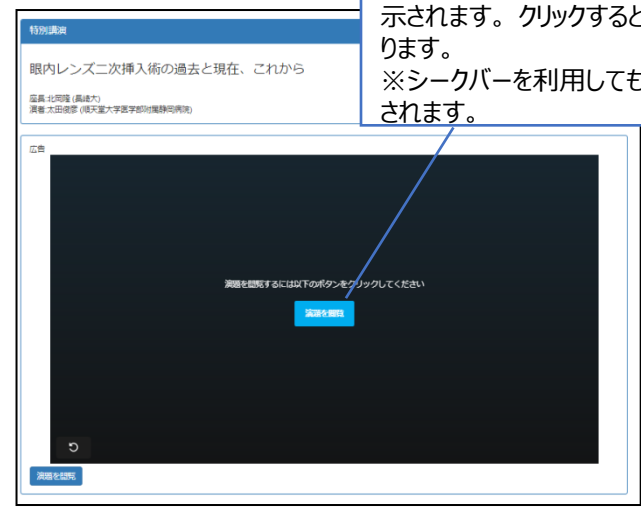 示されます。クリックすると
ります。
※シークバーを利用しても
されます。
特別講演
眼内レンズ二次挿入術の過去と現在、これから
座長:北岡隆 (長崎大)
演者:太田俊彦 (順天堂大学医学部附属静岡病院)
広告
演題を閲覧するには以下のボタンをクリックしてください
演題を閲覧
演題を閲覧